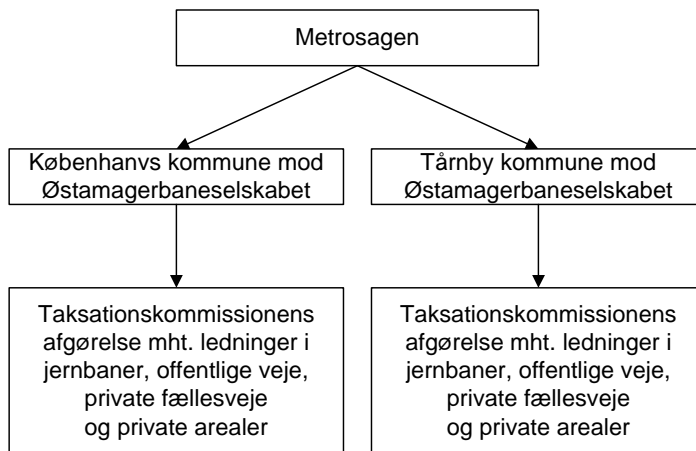 Metrosagen
Københanvs kommune mod
Østamagerbaneselskabet
Tårnby kommune mod
Østamagerbaneselskabet
Taksationskommissionens
afgørelse mht. ledninger i
jernbaner, offentlige veje,
private fællesveje
og private arealer
Taksationskommissionens
afgørelse mht. ledninger i
jernbaner, offentlige veje,
private fællesveje
og private arealer